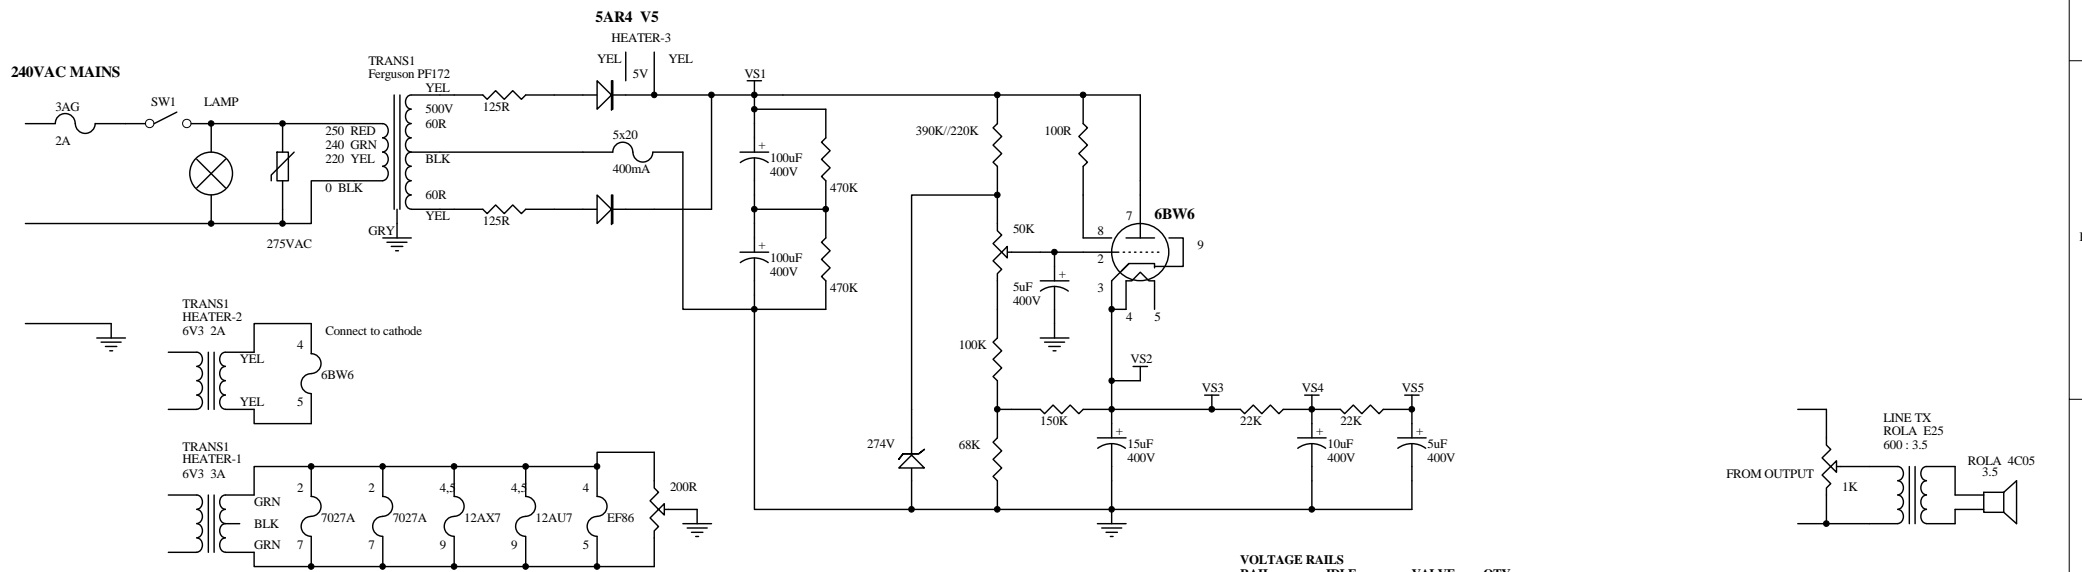 5AR4 V5
HEATER-3
YEL YEL
5V
240VAC MAINS
3AG
2A
SW1
LAMP
275VAC
TRANS1
Ferguson PF172
250 RED
240 GRN
220 YEL
0 BLK
YEL
500V
60R
BLK
60R
YEL
GRY
125R
125R
5x20
400mA
VS1
+
100uF
400V
470K
+
100uF
400V
470K
390K//220K
100R
50K
7
6BW6
8
9
2
3
4 5
+
5uF
400V
100K
VS2
150K
68K
274V
VS3
22K
VS4
22K
VS5
+
15uF
400V
+
10uF
400V
+
5uF
400V
TRANS1
HEATER-2
6V3 2A
YEL
YEL
4
5
6BW6
Connect to cathode
TRANS1
HEATER-1
6V3 3A
GRN
BLK
GRN
2
7027A
7
2
7027A
7
4,5
12AX7
9
4,5
12AU7
9
4
EF86
5
200R
FROM OUTPUT
1K
LINE TX
ROLA E25
600 : 3.5
ROLA 4C05
3.5
VOLTAGE RAILS
RAIL IDLE VALVE QTY